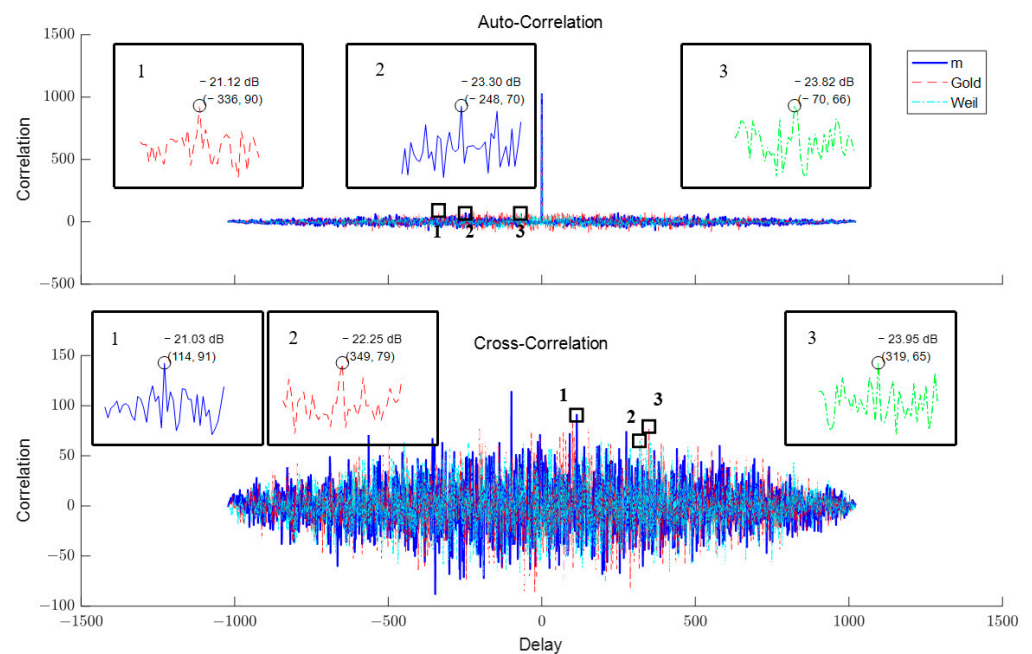 Auto-Correlation
1500
1000
500
0
−500
Correlation
1
− 21.12 dB
(− 336, 90)
2
− 23.30 dB
(− 248, 70)
3
− 23.82 dB
(− 70, 66)
m
Gold
Weil
1
2
3
Cross-Correlation
150
100
50
0
−50
−100
Correlation
1
− 21.03 dB
(114, 91)
2
− 22.25 dB
(349, 79)
3
− 23.95 dB
(319, 65)
1
2
3
−1500
−1000
−500
0
500
1000
1500
Delay